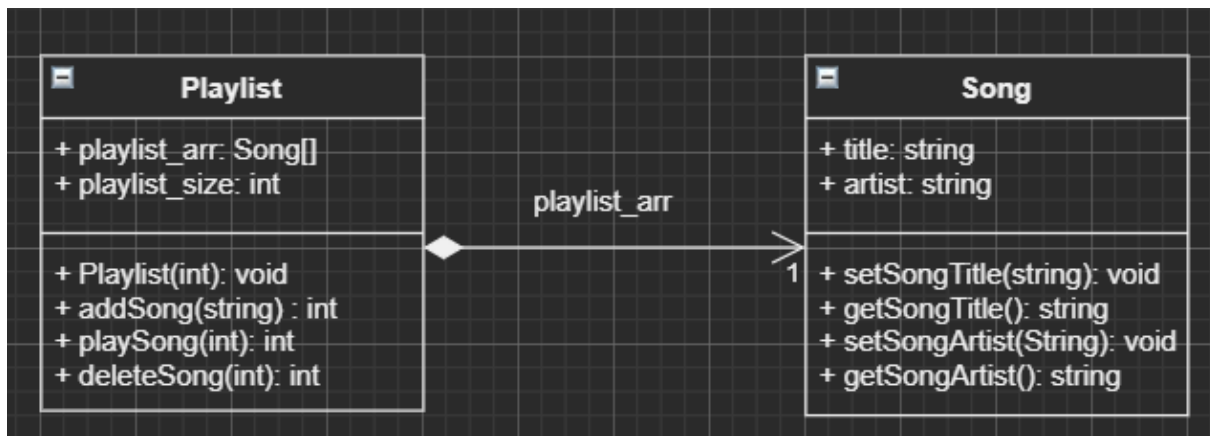 Playlist
+ playlist_arr: Song[]
+ playlist_size: int
+ Playlist(int): void
+ addSong(string) : int
+ playSong(int): int
+ deleteSong(int): int
playlist_arr
1
Song
+ title: string
+ artist: string
+ setSongTitle(string): void
+ getSongTitle(): string
+ setSongArtist(String): void
+ getSongArtist(): string